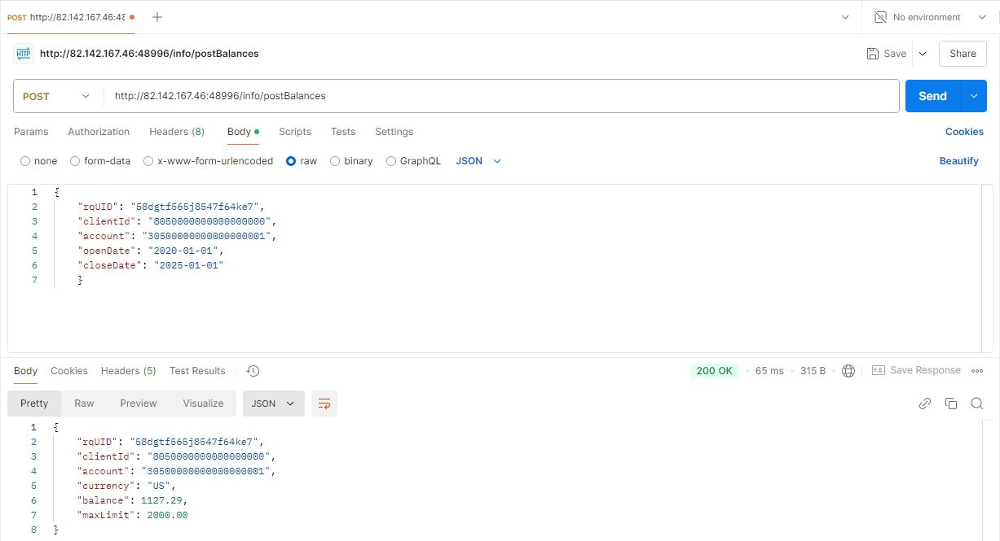 POST http://82.142.167.46:48
No environment
HTTP http://82.142.167.46:48996/info/postBalances
Save
Share
POST
http://82.142.167.46:48996/info/postBalances
Send
Params Authorization Headers (8) Body Scripts Tests Settings
Cookies
none form-data x-www-form-urlencoded raw binary GraphQL JSON
Beautify
1 {
2 "rqUID": "58dgtf565j8547f64ke7",
3 "clientId": "8050000000000000000",
4 "account": "30500000000000000001",
5 "openDate": "2020-01-01",
6 "closeDate": "2025-01-01"
7 }
Body Cookies Headers (5) Test Results
200 OK • 65 ms • 315 B
e.g. Save Response
Pretty Raw Preview Visualize JSON
1 {
2 "rqUID": "58dgtf565j8547f64ke7",
3 "clientId": "8050000000000000000",
4 "account": "30500000000000000001",
5 "currency": "US",
6 "balance": 1127.29,
7 "maxLimit": 2000.00
8 }